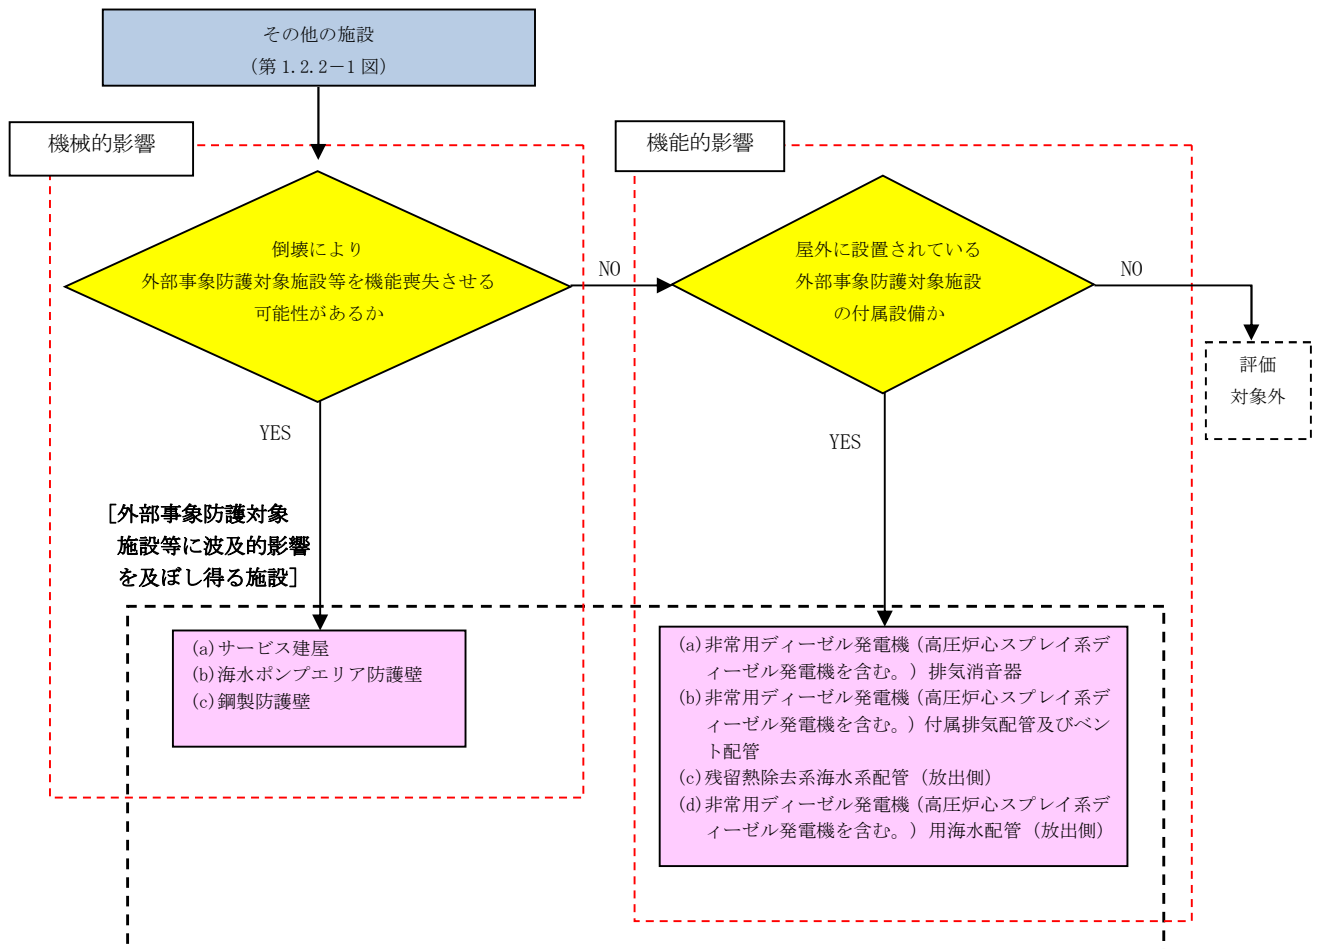 その他の施設
(第1.2.2-1図)
機械的影響
機能的影響
倒壊により
外部事象防護対象施設等を機能喪失させる
可能性があるか
NO
屋外に設置されている
外部事象防護対象施設
の付属設備か
NO
評価
対象外
YES
YES
[外部事象防護対象
施設等に波及的影響
を及ぼし得る施設]
(a)サービス建屋
(b)海水ポンプエリア防護壁
(c)鋼製防護壁
(a)非常用ディーゼル発電機(高圧炉心スプレイ系デ
ィーゼル発電機を含む。)排気消音器
(b)非常用ディーゼル発電機(高圧炉心スプレイ系デ
ィーゼル発電機を含む。)付属排気配管及びベン
ト配管
(c)残留熱除去系海水系配管(放出側)
(d)非常用ディーゼル発電機(高圧炉心スプレイ系デ
ィーゼル発電機を含む。)用海水配管(放出側)